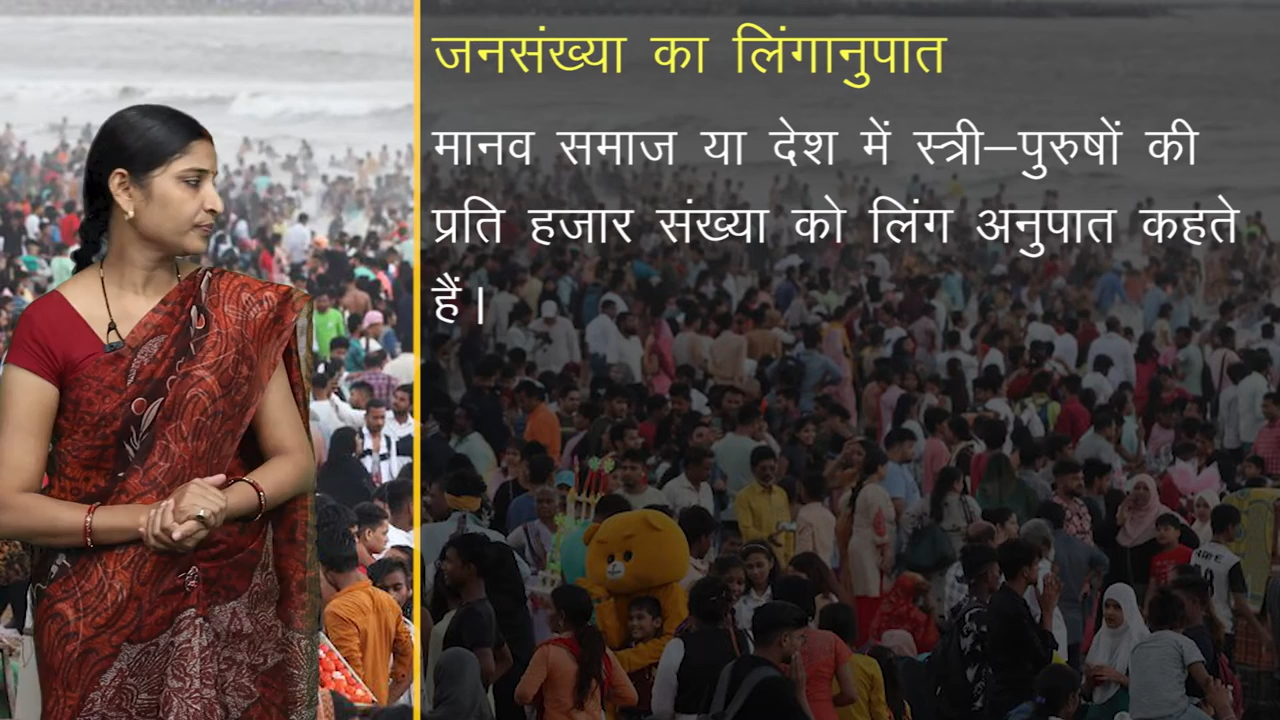 जनसंख्या का लिंगानुपात
मानव समाज या देश में स्त्री–पुरुषों की
प्रति हजार संख्या को लिंग अनुपात कहते
हैं।